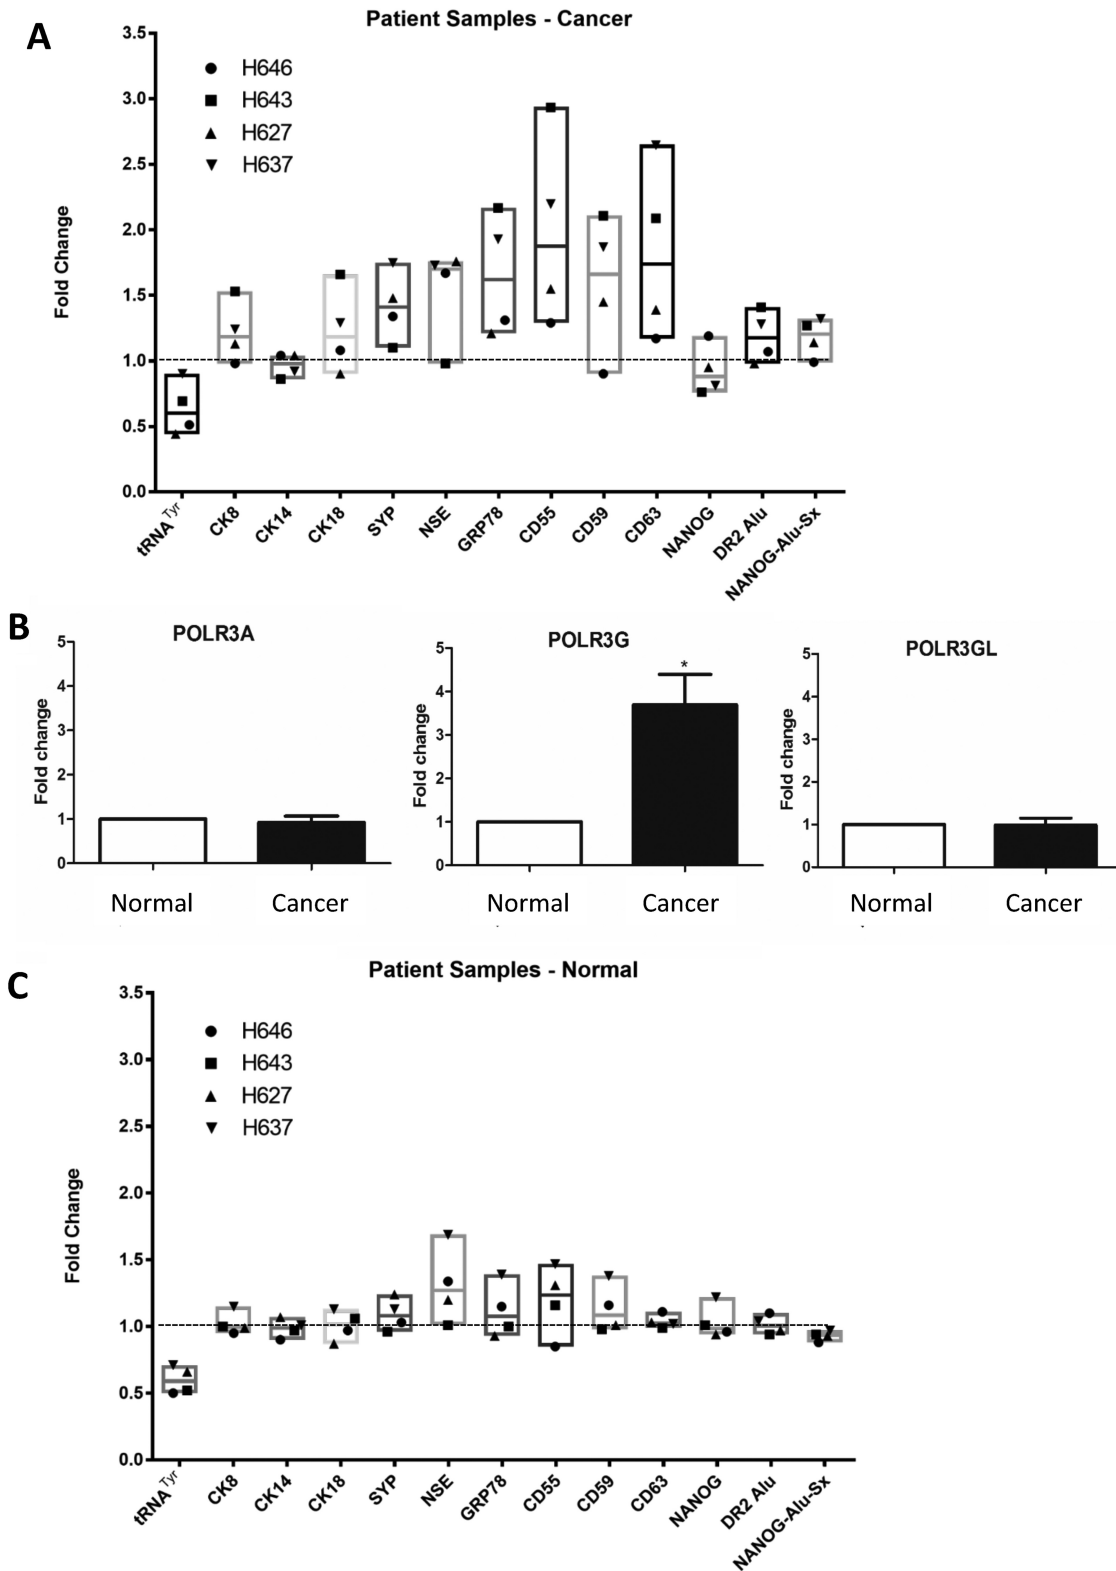 A
Patient Samples - Cancer
3.5
3.0
2.5
2.0
1.5
1.0
0.5
0.0
Fold Change
H646
H643
H627
H637
tRNATyr
CK8
CK14
CK18
SYP
NSE
GRP78
CD55
CD59
CD63
NANOG
DR2 Alu
NANOG-Alu-Sx
B
POLR3A
5
4
3
2
1
0
Fold change
Normal
Cancer
POLR3G
5
4
3
2
1
0
Fold change
*
Normal
Cancer
POLR3GL
5
4
3
2
1
0
Fold change
Normal
Cancer
C
Patient Samples - Normal
3.5
3.0
2.5
2.0
1.5
1.0
0.5
0.0
Fold Change
H646
H643
H627
H637
tRNATyr
CK8
CK14
CK18
SYP
NSE
GRP78
CD55
CD59
CD63
NANOG
DR2 Alu
NANOG-Alu-Sx